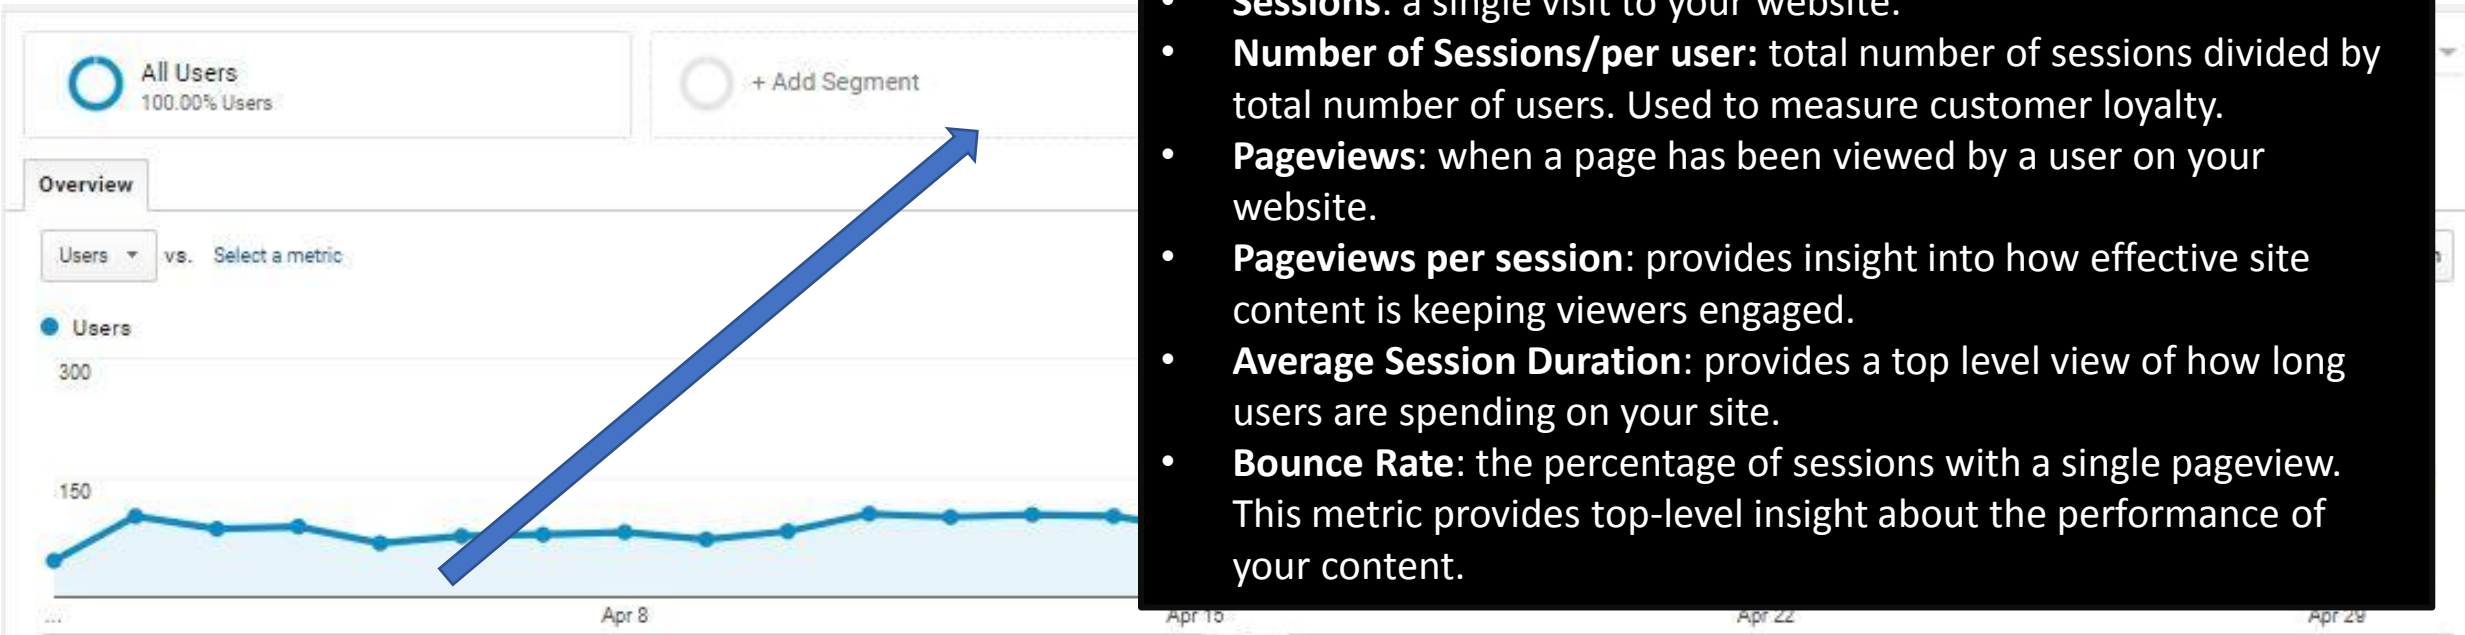 All Users
100.00% Users
+ Add Segment
Overview
Users vs. Select a metric
Users
300
150
...
Apr 8
Apr 15
Apr 22
Apr 29
• Sessions: a single visit to your website.
• Number of Sessions/per user: total number of sessions divided by
total number of users. Used to measure customer loyalty.
• Pageviews: when a page has been viewed by a user on your
website.
• Pageviews per session: provides insight into how effective site
content is keeping viewers engaged.
• Average Session Duration: provides a top level view of how long
users are spending on your site.
• Bounce Rate: the percentage of sessions with a single pageview.
This metric provides top-level insight about the performance of
your content.